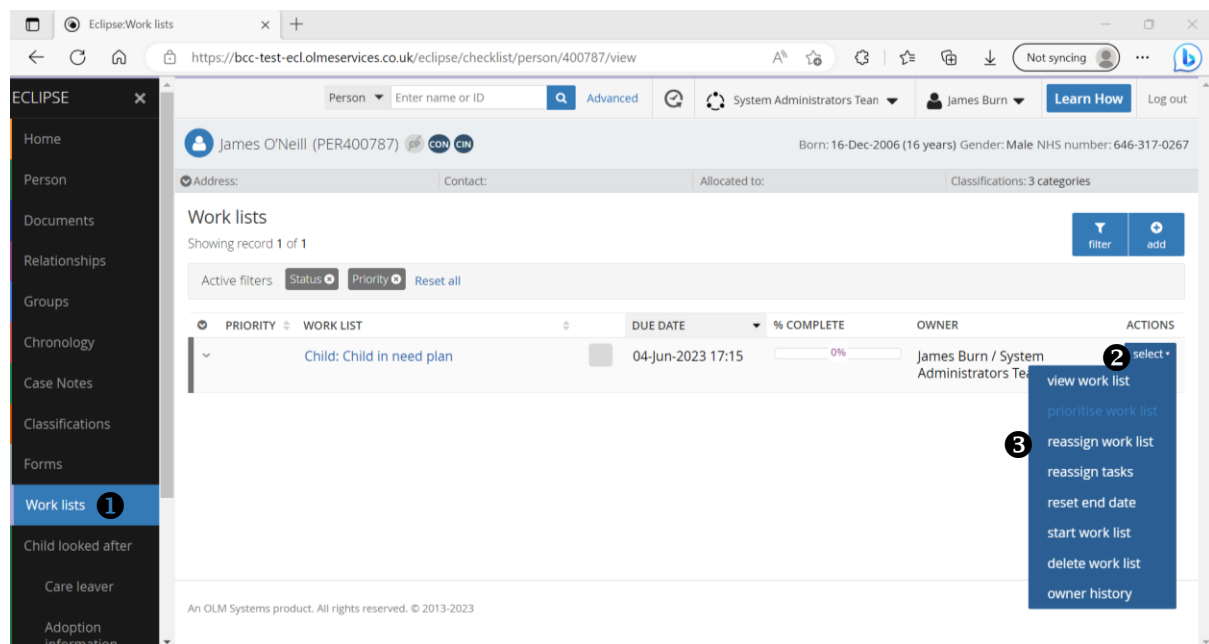 Eclipse:Work lists
https://bcc-test-ecl.olmeservices.co.uk/eclipse/checklist/person/400787/view
Not syncing
ECLIPSE
Person
Enter name or ID
Advanced
System Administrators Tean
James Burn
Learn How
Log out
Home
Person
Documents
Relationships
Groups
Chronology
Case Notes
Classifications
Forms
Work lists 1
Child looked after
Care leaver
Adoption
information
James O'Neill (PER400787) CP CON CIN
Born: 16-Dec-2006 (16 years) Gender: Male NHS number: 646-317-0267
Address: Contact: Allocated to: Classifications: 3 categories
Work lists
Showing record 1 of 1
filter
add
Active filters Status Priority Reset all
PRIORITY WORK LIST DUE DATE % COMPLETE OWNER ACTIONS
Child: Child in need plan 04-Jun-2023 17:15 0% James Burn / System
Administrators Tea
2 select
view work list
prioritise work list
3 reassign work list
reassign tasks
reset end date
start work list
delete work list
owner history
An OLM Systems product. All rights reserved. © 2013-2023